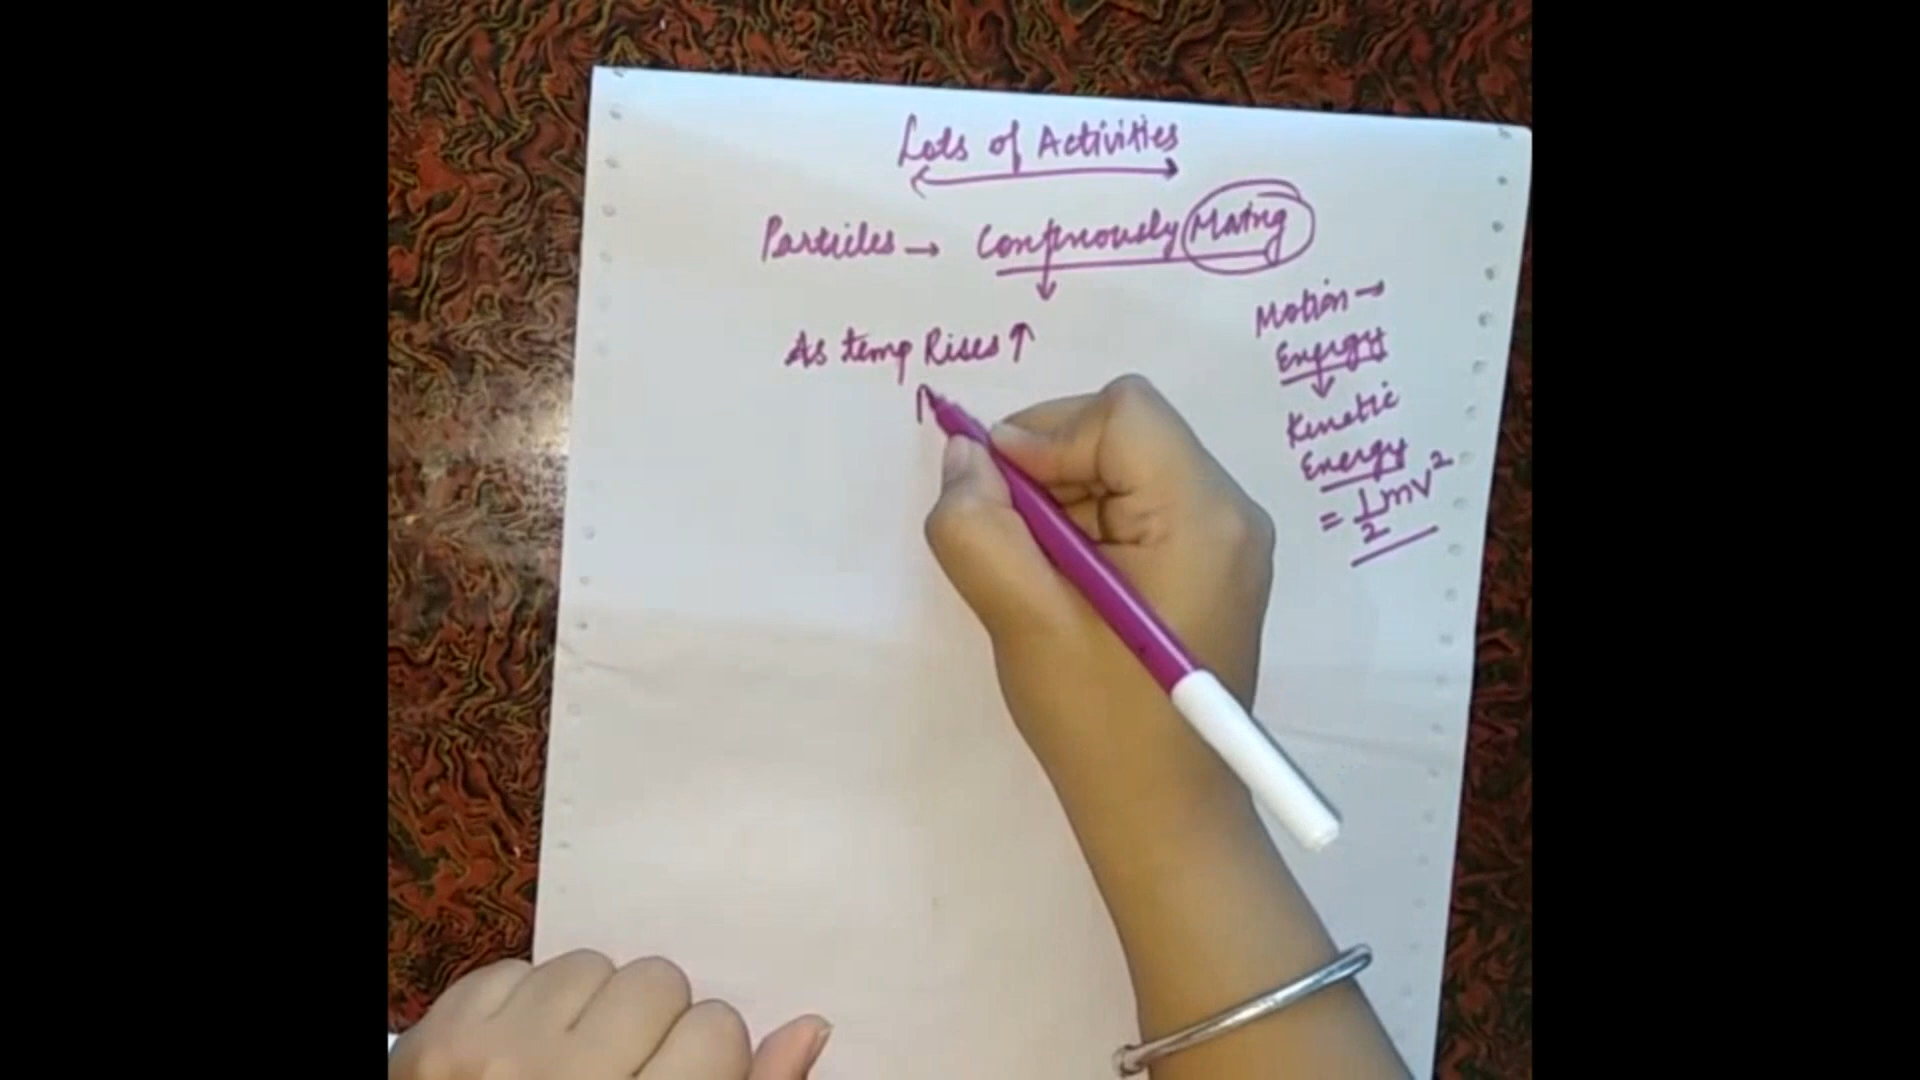 Lots of Activities
Particles → Continuously Moving
As temp Rises ↑
Motion →
Energy
Kinetic
Energy
= 1/2 mv²